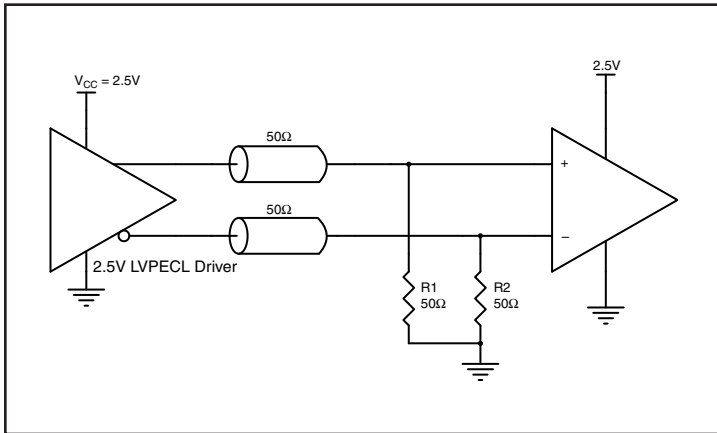 V_CC = 2.5V
2.5V
50Ω
+
50Ω
−
2.5V LVPECL Driver
R1
50Ω
R2
50Ω